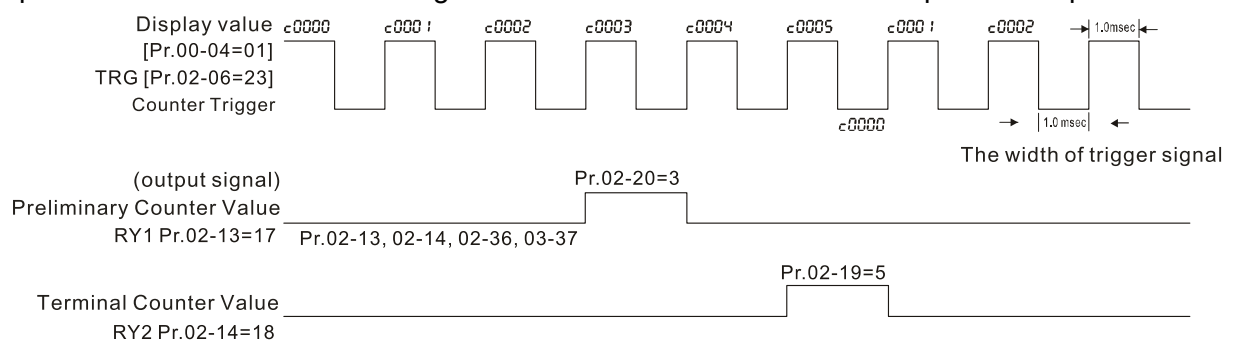 Display value c0000 c0001 c0002 c0003 c0004 c0005 c0001 c0002 1.0msec
[Pr.00-04=01]
TRG [Pr.02-06=23]
Counter Trigger
c0000 1.0 msec
The width of trigger signal
(output signal) Pr.02-20=3
Preliminary Counter Value
RY1 Pr.02-13=17 Pr.02-13, 02-14, 02-36, 03-37
Pr.02-19=5
Terminal Counter Value
RY2 Pr.02-14=18